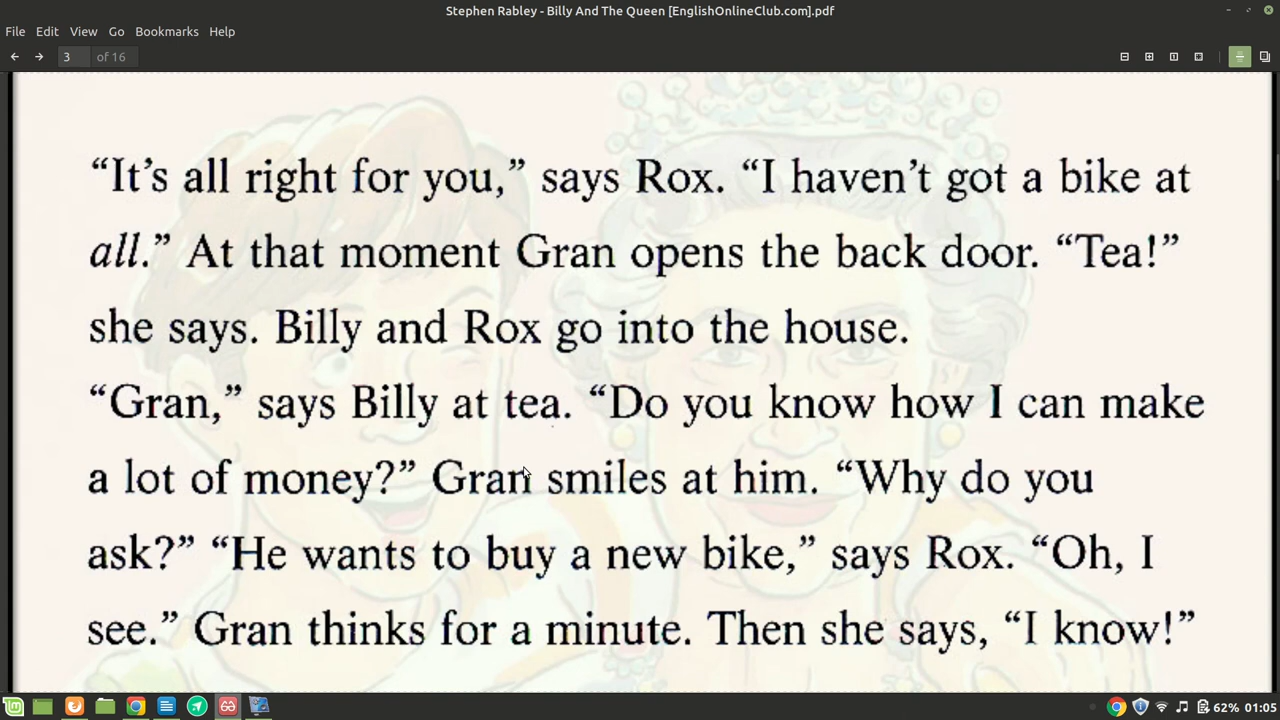 Stephen Rabley - Billy And The Queen [EnglishOnlineClub.com].pdf
File Edit View Go Bookmarks Help
3 of 16
“It’s all right for you,” says Rox. “I haven’t got a bike at
all.” At that moment Gran opens the back door. “Tea!”
she says. Billy and Rox go into the house.
“Gran,” says Billy at tea. “Do you know how I can make
a lot of money?” Gran smiles at him. “Why do you
ask?” “He wants to buy a new bike,” says Rox. “Oh, I
see.” Gran thinks for a minute. Then she says, “I know!”
62% 01:05